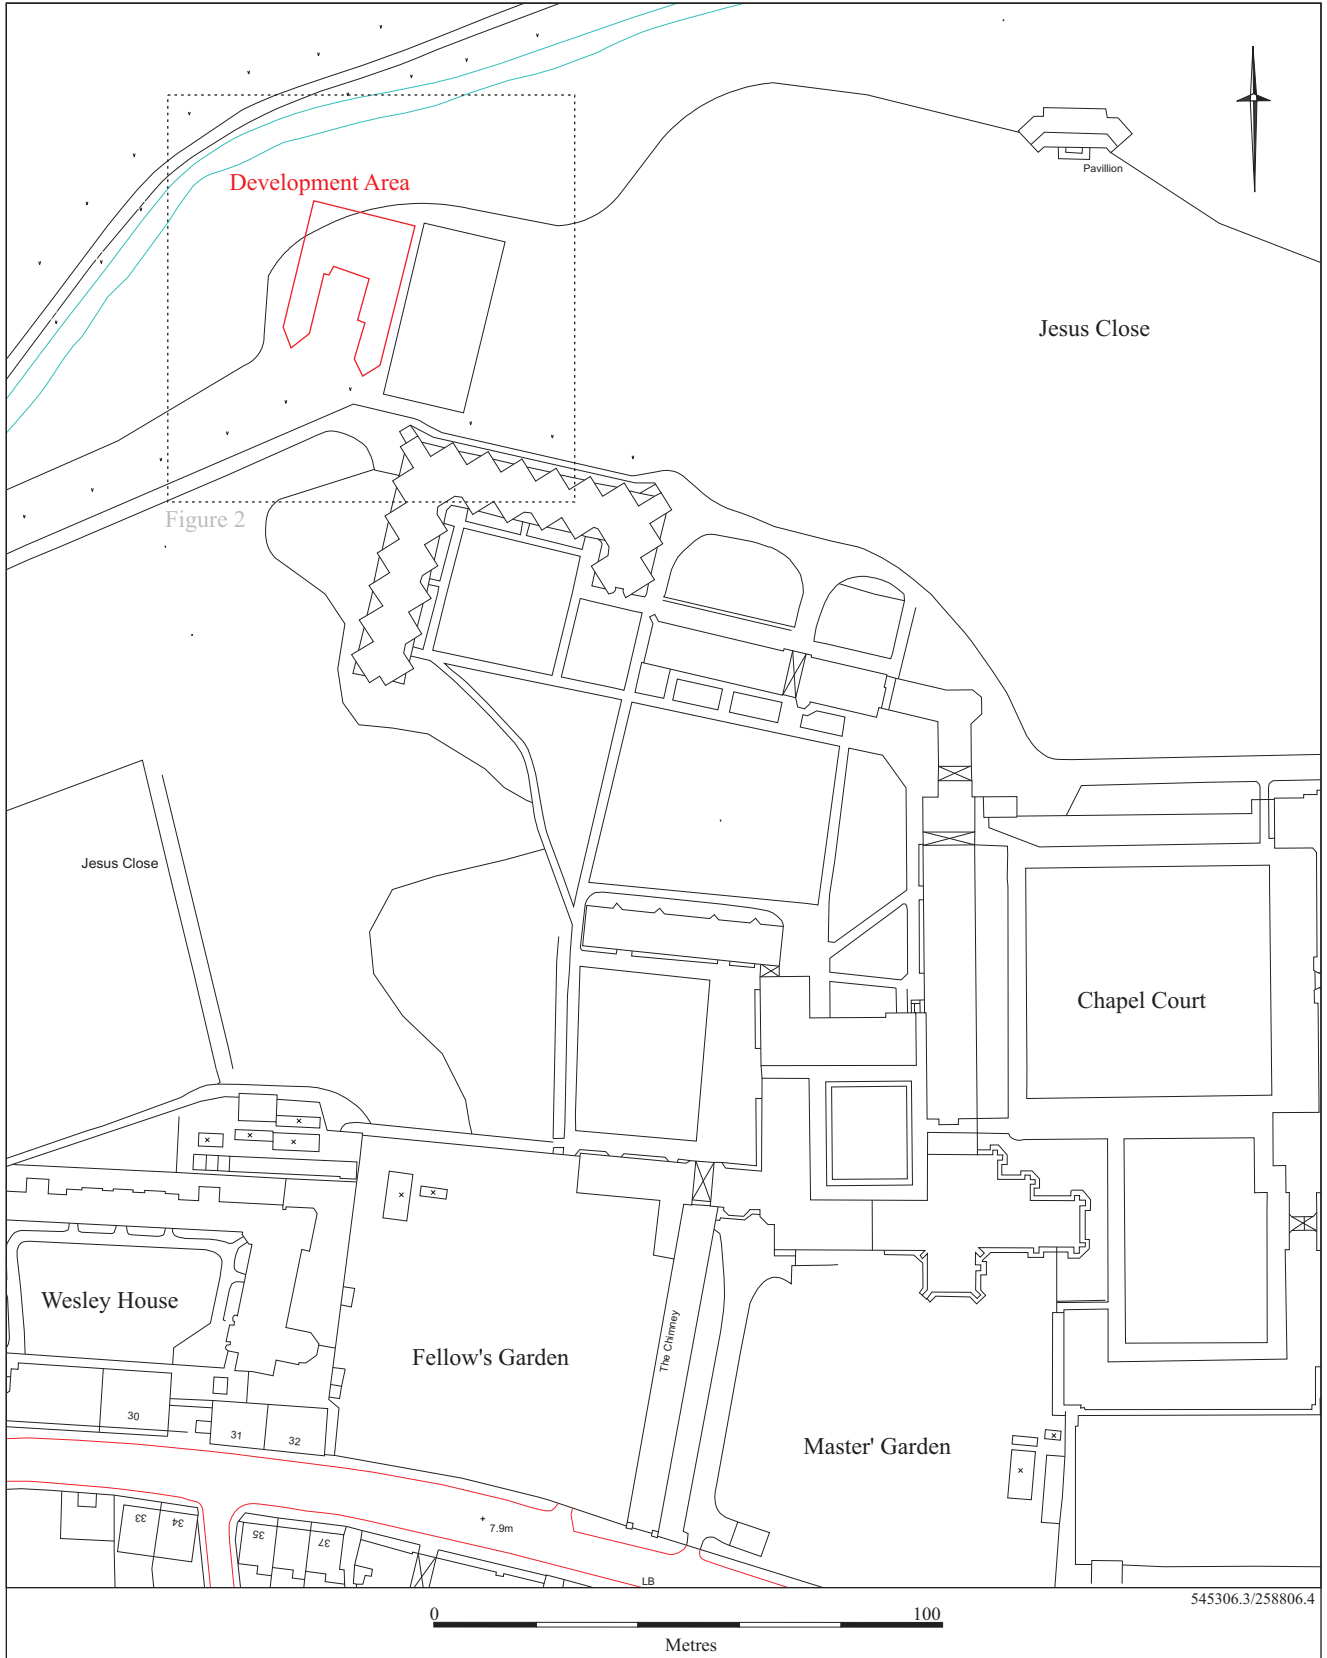 Pavillion
Development Area
Jesus Close
Figure 2
Jesus Close
Chapel Court
Wesley House
The Chimney
Fellow's Garden
30
31
32
Master' Garden
33
34
35
37
7.9m
LB
545306.3/258806.4
0 100
Metres